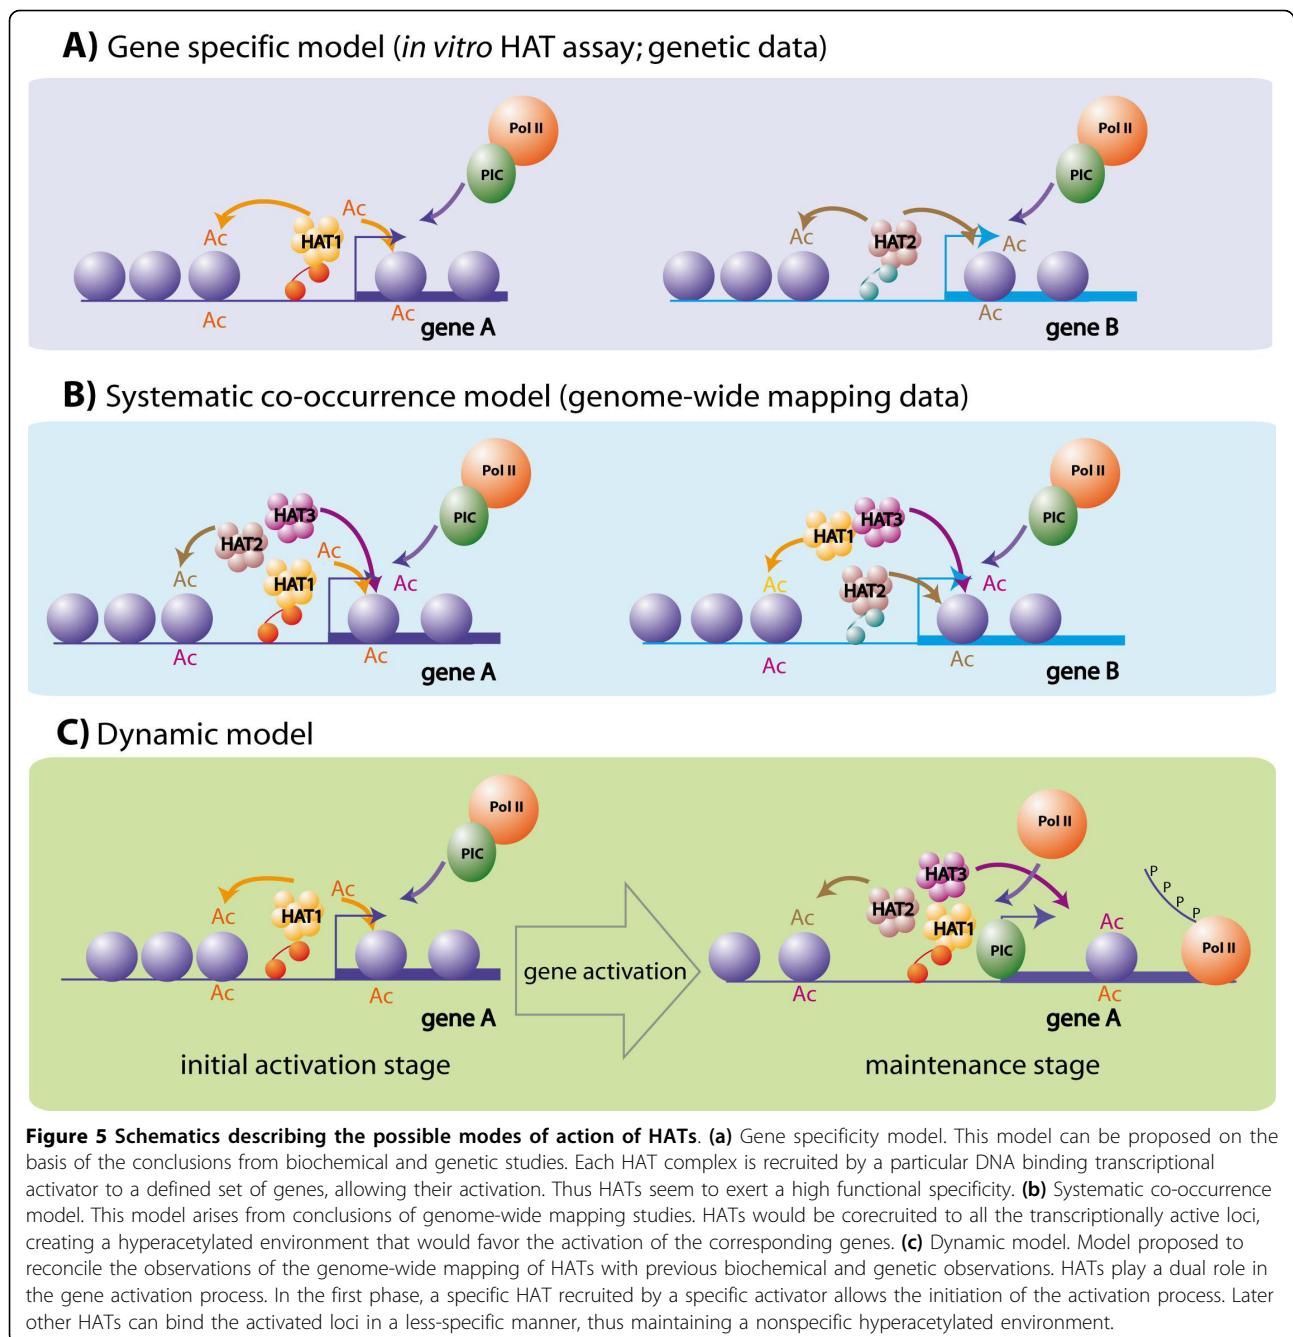 A) Gene specific model (in vitro HAT assay; genetic data)
Pol II
PIC
Ac
Ac
HAT1
Ac
Ac
gene A
Pol II
PIC
Ac
HAT2
Ac
Ac
gene B
B) Systematic co-occurrence model (genome-wide mapping data)
Pol II
PIC
HAT3
HAT2
Ac
Ac
HAT1
Ac
Ac
Ac
gene A
Pol II
PIC
HAT1
HAT3
Ac
HAT2
Ac
Ac
Ac
gene B
C) Dynamic model
Pol II
PIC
Ac
Ac
HAT1
Ac
Ac
gene A
initial activation stage
gene activation
Pol II
HAT3
HAT2
HAT1
Ac
PIC
Ac
P
P
P
P
Pol II
Ac
Ac
gene A
maintenance stage
Figure 5 Schematics describing the possible modes of action of HATs. (a) Gene specificity model. This model can be proposed on the
basis of the conclusions from biochemical and genetic studies. Each HAT complex is recruited by a particular DNA binding transcriptional
activator to a defined set of genes, allowing their activation. Thus HATs seem to exert a high functional specificity. (b) Systematic co-occurrence
model. This model arises from conclusions of genome-wide mapping studies. HATs would be corecruited to all the transcriptionally active loci,
creating a hyperacetylated environment that would favor the activation of the corresponding genes. (c) Dynamic model. Model proposed to
reconcile the observations of the genome-wide mapping of HATs with previous biochemical and genetic observations. HATs play a dual role in
the gene activation process. In the first phase, a specific HAT recruited by a specific activator allows the initiation of the activation process. Later
other HATs can bind the activated loci in a less-specific manner, thus maintaining a nonspecific hyperacetylated environment.